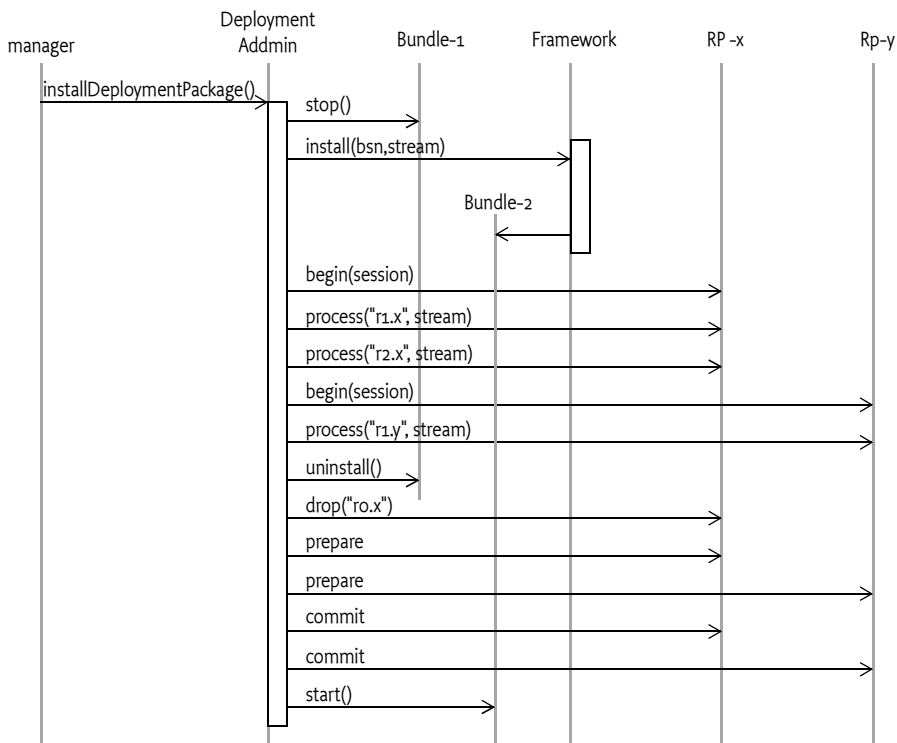 manager
Deployment
Addmin
Bundle-1
Framework
RP -x
Rp-y
installDeploymentPackage()
stop()
install(bsn,stream)
Bundle-2
begin(session)
process("r1.x", stream)
process("r2.x", stream)
begin(session)
process("r1.y", stream)
uninstall()
drop("r0.x")
prepare
prepare
commit
commit
start()